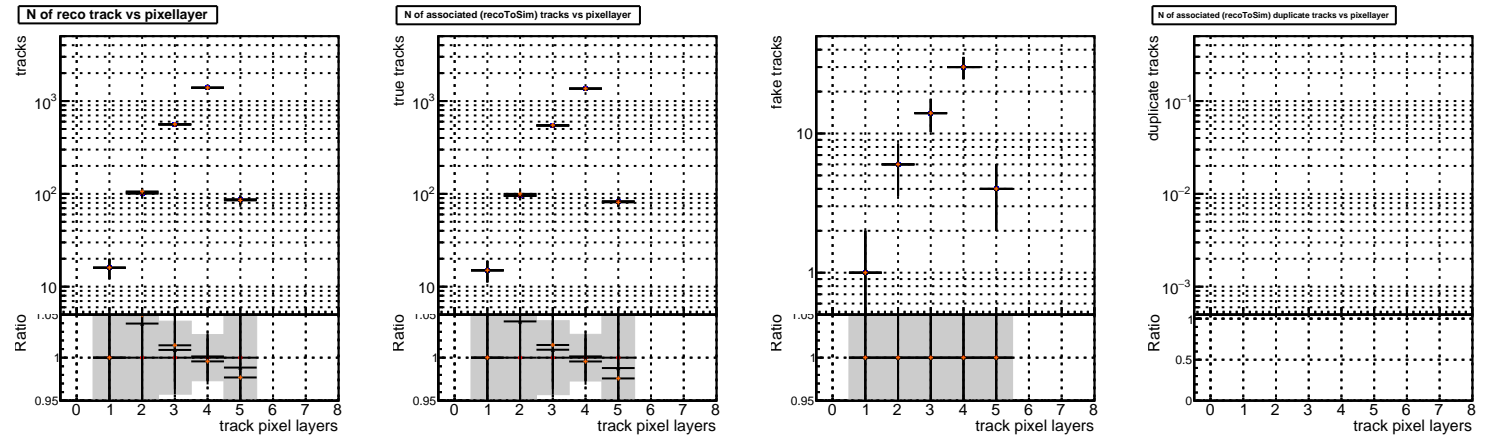 N of reco track vs pixellayer
tracks
10³
10²
10
Ratio
1.05
1
0.95
0 1 2 3 4 5 6 7 8
track pixel layers
N of associated (recoToSim) tracks vs pixellayer
true tracks
10³
10²
10
Ratio
1.05
1
0.95
0 1 2 3 4 5 6 7 8
track pixel layers
fake tracks
10
1
Ratio
1.05
1
0.95
0 1 2 3 4 5 6 7 8
track pixel layers
N of associated (recoToSim) duplicate tracks vs pixellayer
duplicate tracks
10⁻¹
10⁻²
10⁻³
Ratio
1
0.5
0
0 1 2 3 4 5 6 7 8
track pixel layers